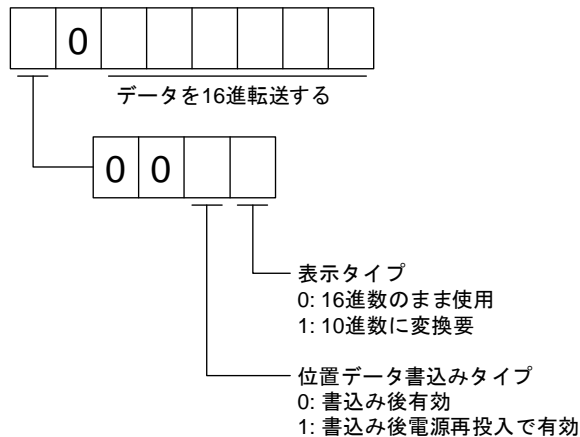 0
データを16進転送する
0 0
表示タイプ
0: 16進数のまま使用
1: 10進数に変換要
位置データ書込みタイプ
0: 書込み後有効
1: 書込み後電源再投入で有効